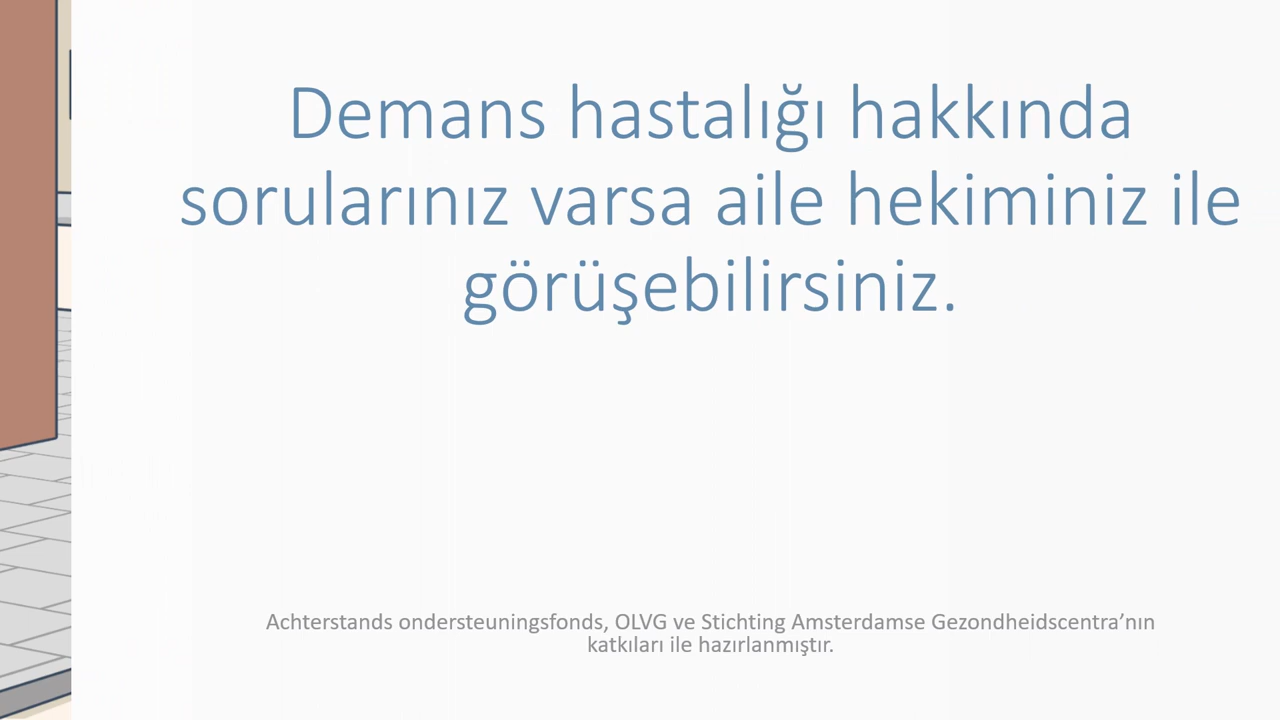 Demans hastalığı hakkında
sorularınız varsa aile hekiminiz ile
görüşebilirsiniz.
Achterstands ondersteuningsfonds, OLVG ve Stichting Amsterdamse Gezondheidscentra’nın
katkıları ile hazırlanmıştır.